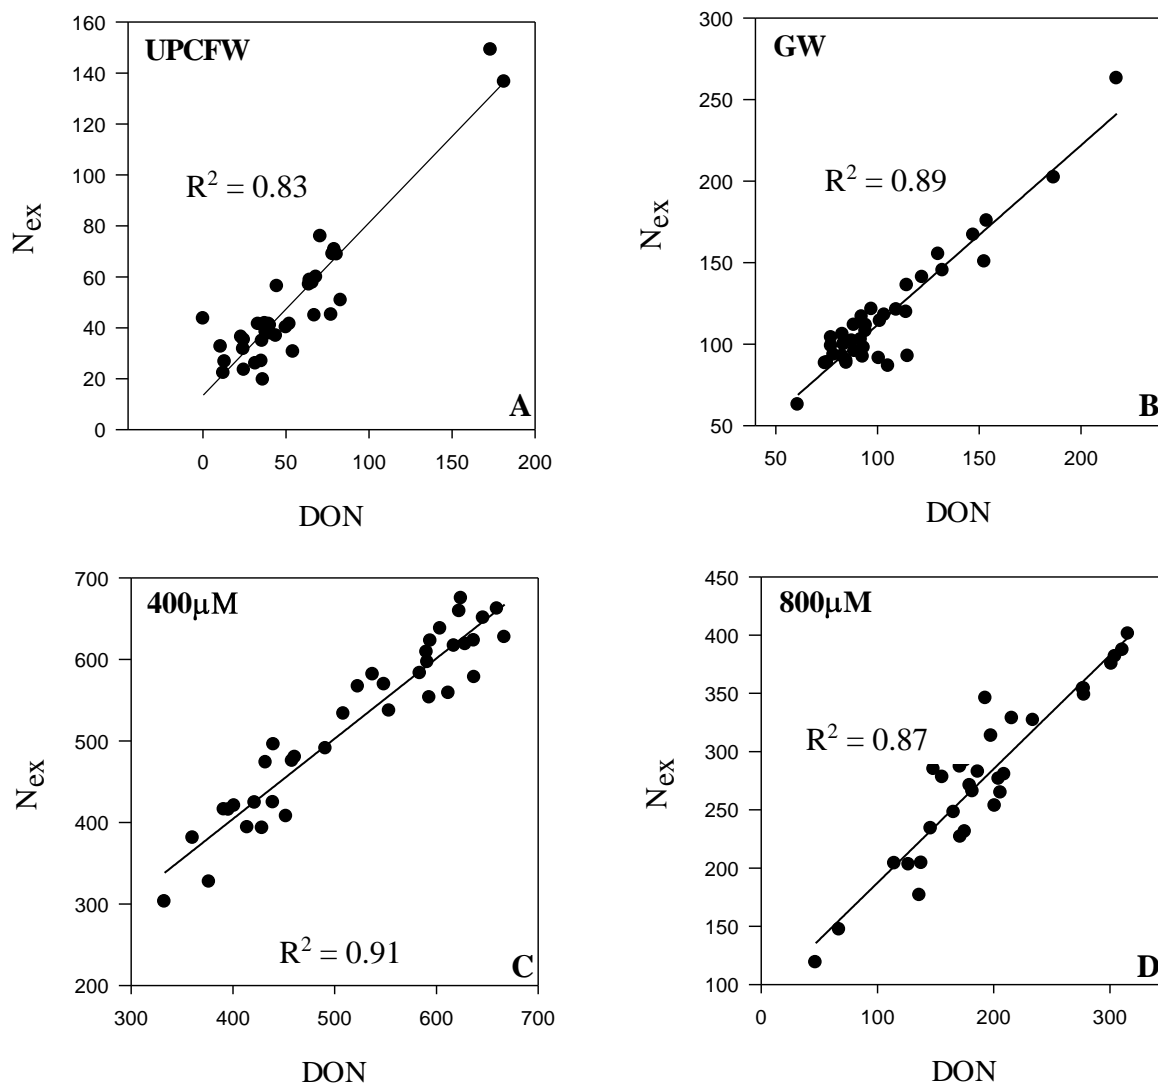 160
140
120
100
80
60
40
20
0
UPCFW
R² = 0.83
A
N_ex
0 50 100 150 200
DON
300
250
200
150
100
50
GW
R² = 0.89
B
N_ex
50 100 150 200
DON
700
600
500
400
300
200
400µM
R² = 0.91
C
N_ex
300 400 500 600 700
DON
450
400
350
300
250
200
150
100
800µM
R² = 0.87
D
N_ex
0 100 200 300
DON